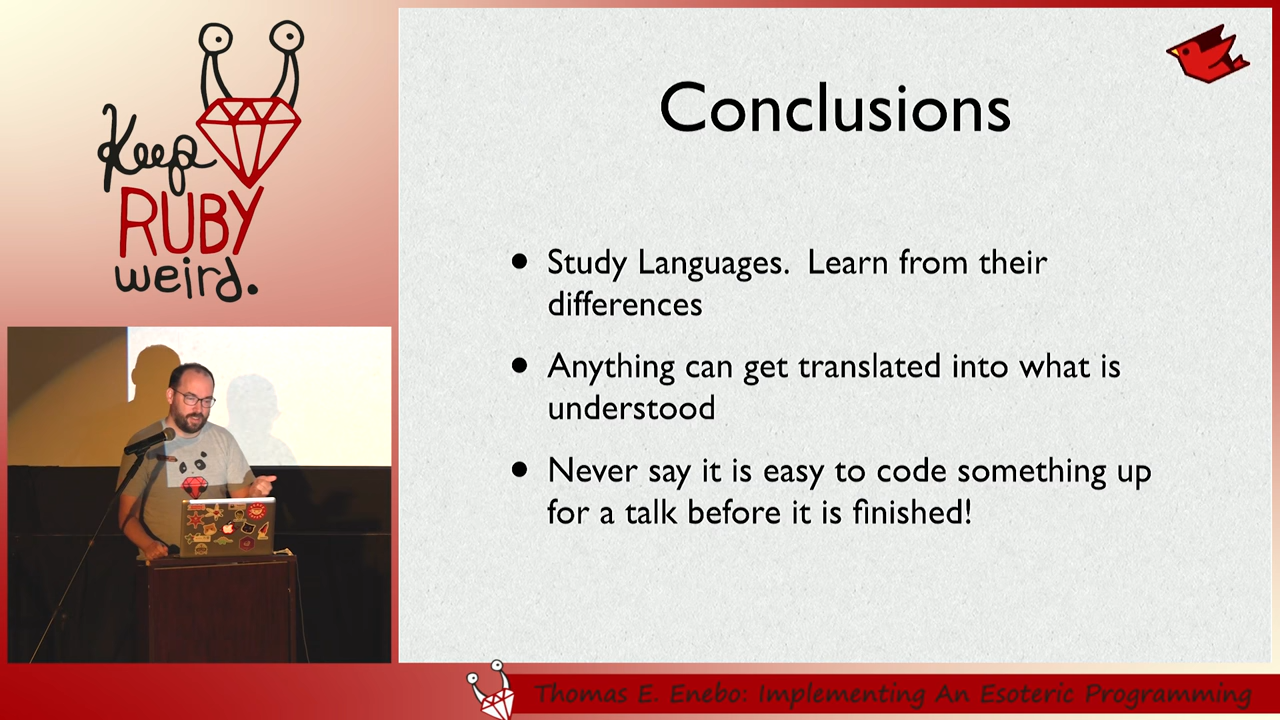 Keep
RUBY
weird.
Conclusions
• Study Languages. Learn from their
differences
• Anything can get translated into what is
understood
• Never say it is easy to code something up
for a talk before it is finished!
Thomas E. Enebo: Implementing An Esoteric Programming